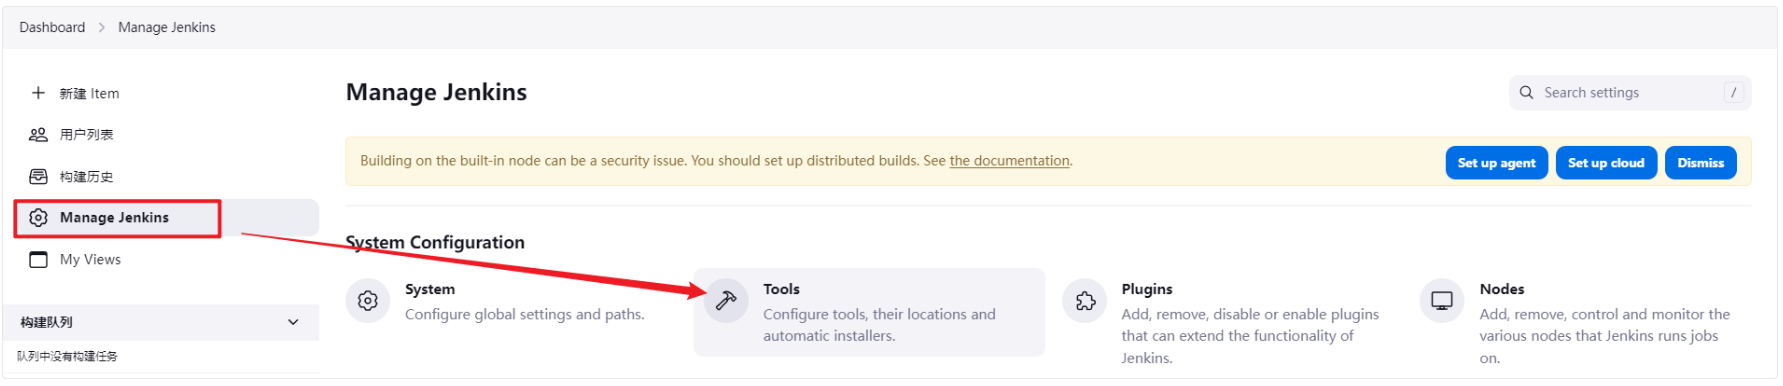 Dashboard > Manage Jenkins
新建 Item
用户列表
构建历史
Manage Jenkins
My Views
构建队列
队列中没有构建任务
Manage Jenkins
Search settings /
Building on the built-in node can be a security issue. You should set up distributed builds. See the documentation.
Set up agent Set up cloud Dismiss
System Configuration
System
Configure global settings and paths.
Tools
Configure tools, their locations and
automatic installers.
Plugins
Add, remove, disable or enable plugins
that can extend the functionality of
Jenkins.
Nodes
Add, remove, control and monitor the
various nodes that Jenkins runs jobs
on.